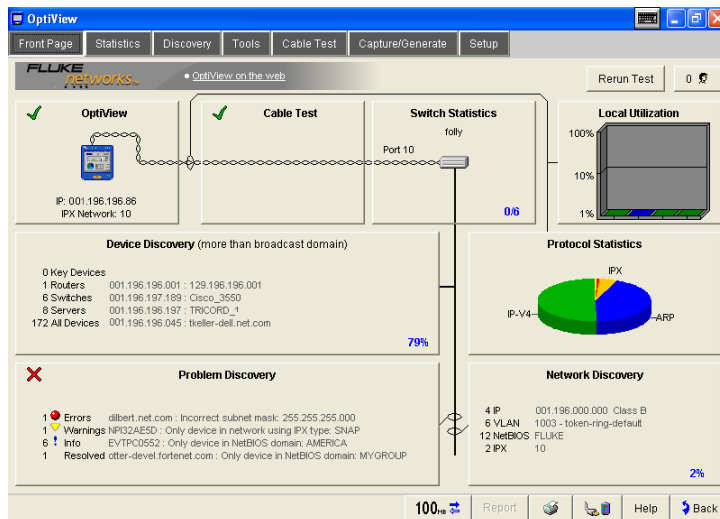 OptiView
Front Page Statistics Discovery Tools Cable Test Capture/Generate Setup
FLUKE networks
OptiView on the web
Rerun Test
0
OptiView
Cable Test
Switch Statistics
Local Utilization
folly
Port 10
100%
10%
1%
IP: 001.196.196.86
IPX Network: 10
0/6
Device Discovery (more than broadcast domain)
0 Key Devices
1 Routers 001.196.196.001 : 129.196.196.001
6 Switches 001.196.197.189 : Cisco_3550
8 Servers 001.196.196.197 : TRICORD_1
172 All Devices 001.196.196.045 : tkeller-dell.net.com
79%
Protocol Statistics
IPX
IP-V4
ARP
Problem Discovery
1 Errors dilbert.net.com : Incorrect subnet mask: 255.255.255.000
1 Warnings NPI32AE5D : Only device in network using IPX type: SNAP
6 Info EVTPC0552 : Only device in NetBIOS domain: AMERICA
1 Resolved otter-devel.fortenet.com : Only device in NetBIOS domain: MYGROUP
Network Discovery
4 IP 001.196.000.000 Class B
6 VLAN 1003 - token-ring-default
12 NetBIOS FLUKE
2 IPX 10
2%
100MB Report Help Back